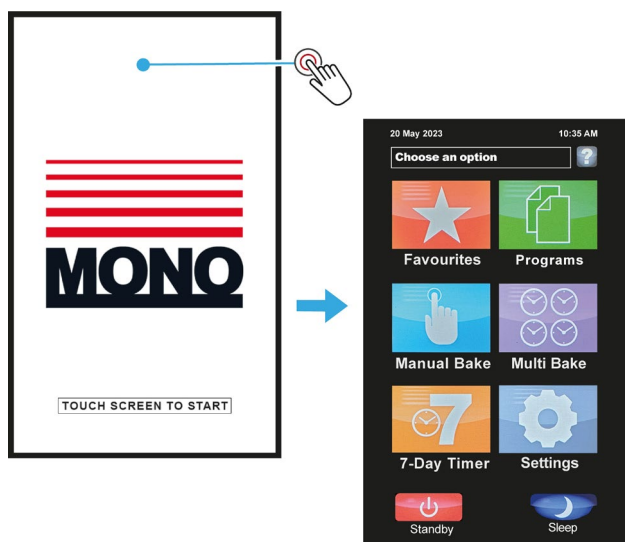 MONO
TOUCH SCREEN TO START
20 May 2023 10:35 AM
Choose an option ?
Favourites Programs
Manual Bake Multi Bake
7
7-Day Timer Settings
Standby Sleep